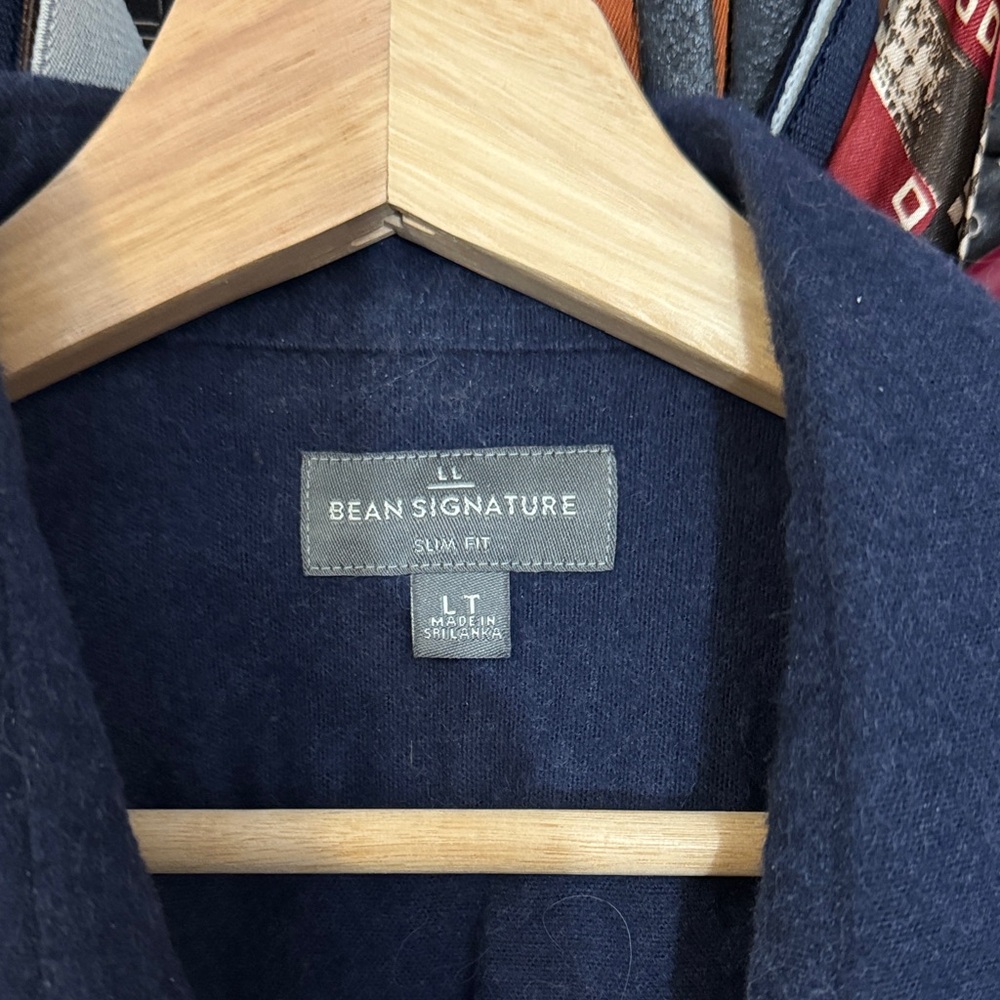 LL
BEAN SIGNATURE
SLIM FIT
LT
MADE IN
SRI LANKA